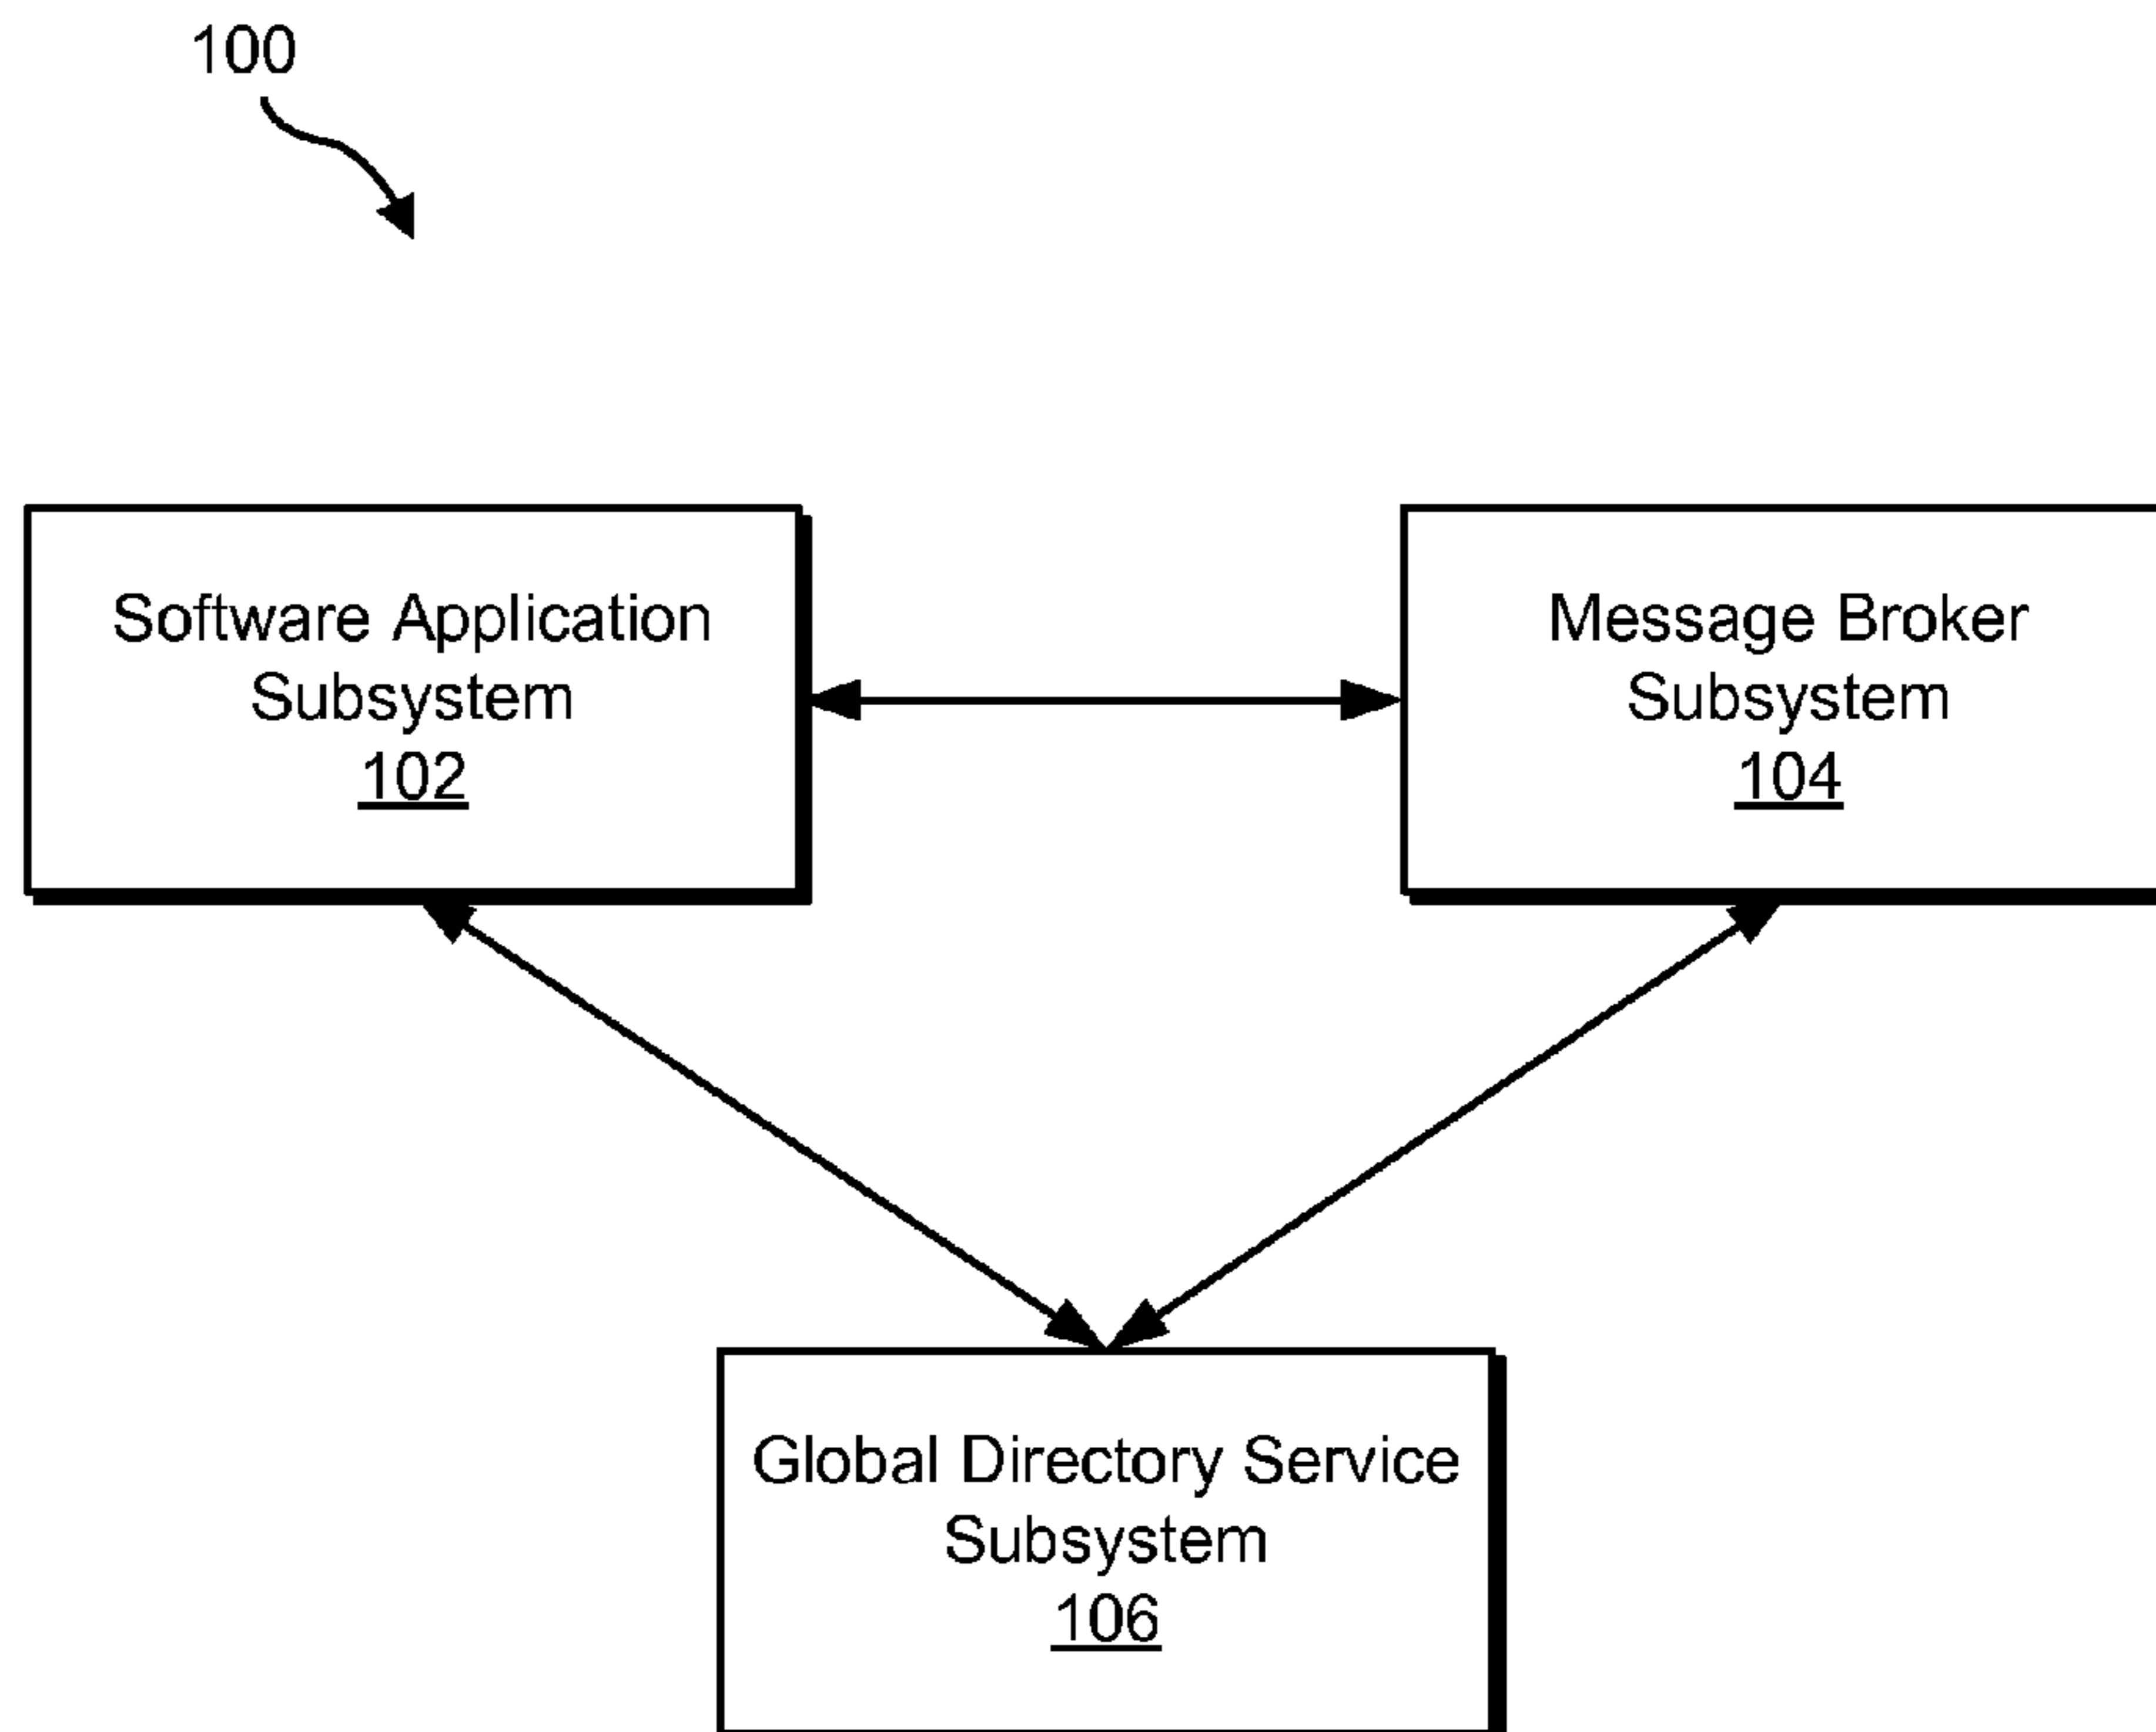 100
Software Application
Subsystem
102
Message Broker
Subsystem
104
Global Directory Service
Subsystem
106